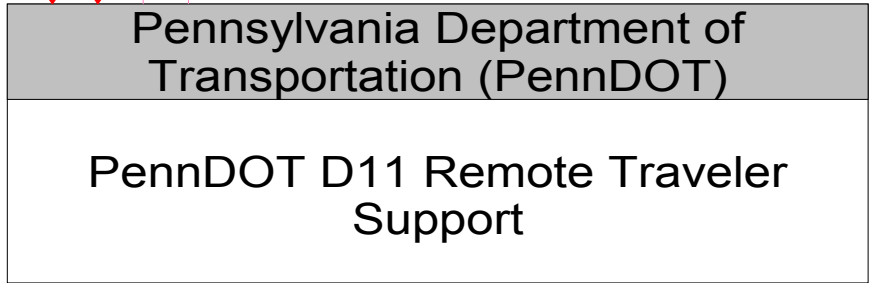 Pennsylvania Department of
Transportation (PennDOT)
PennDOT D11 Remote Traveler
Support